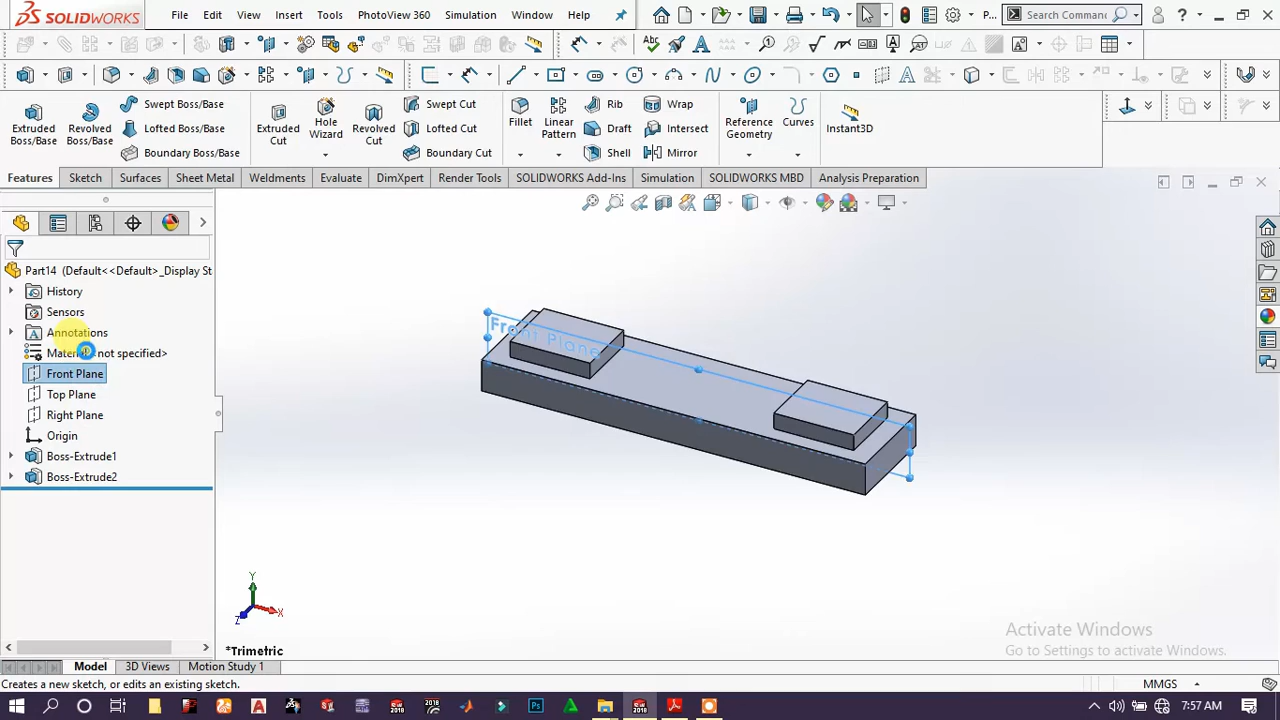 SOLIDWORKS File Edit View Insert Tools PhotoView 360 Simulation Window Help P... Search Comman
Abc
Extruded Boss/Base
Revolved Boss/Base
Swept Boss/Base
Lofted Boss/Base
Boundary Boss/Base
Extruded Cut
Hole Wizard
Revolved Cut
Swept Cut
Lofted Cut
Boundary Cut
Fillet
Linear Pattern
Rib
Draft
Shell
Wrap
Intersect
Mirror
Reference Geometry
Curves
Instant3D
Features Sketch Surfaces Sheet Metal Weldments Evaluate DimXpert Render Tools SOLIDWORKS Add-Ins Simulation SOLIDWORKS MBD Analysis Preparation
Part14 (Default<<Default>_Display St
History
Sensors
Annotations
not specified>
Front Plane
Top Plane
Right Plane
Origin
Boss-Extrude1
Boss-Extrude2
Front Plane
Y
X
Z
*Trimetric
Activate Windows
Go to Settings to activate Windows.
Model 3D Views Motion Study 1
Creates a new sketch, or edits an existing sketch. MMGS
7:57 AM